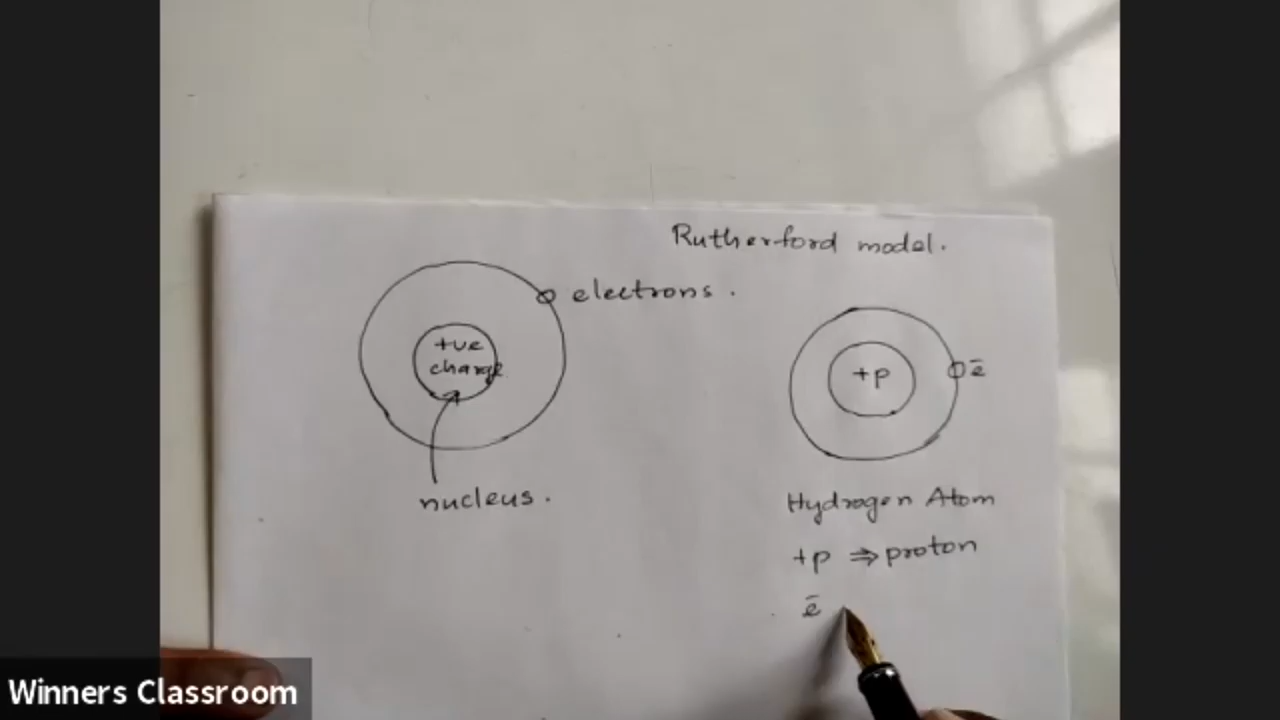 Rutherford model.
electrons.
+ve
charge
nucleus.
+p
ē
Hydrogen Atom
+p ⇒ proton
ē
Winners Classroom